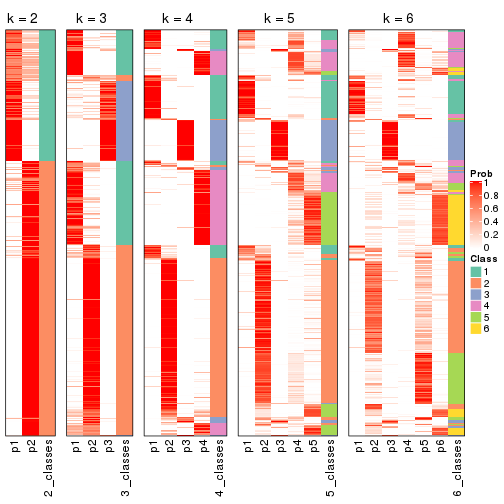 k = 2
k = 3
k = 4
k = 5
k = 6
p1
p2
2_classes
p1
p2
p3
3_classes
p1
p2
p3
p4
4_classes
p1
p2
p3
p4
p5
5_classes
p1
p2
p3
p4
p5
p6
6_classes
Prob
1
0.8
0.6
0.4
0.2
0
Class
1
2
3
4
5
6